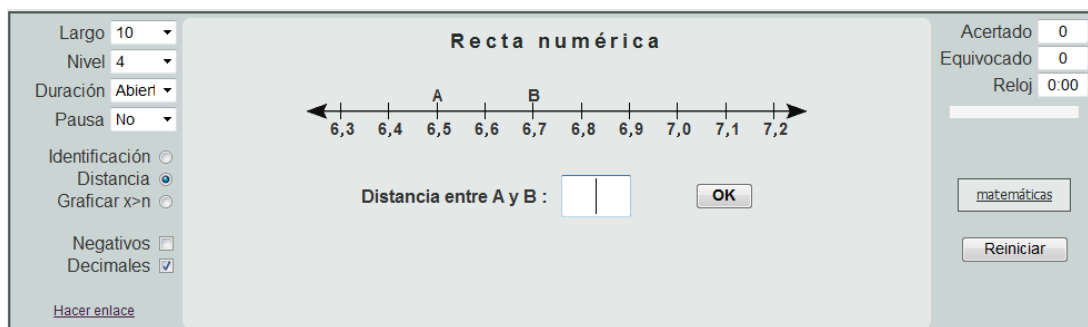 Largo 10
Nivel 4
Duración Abiert
Pausa No
Identificación
Distancia
Graficar x>n
Negativos
Decimales
Hacer enlace
Recta numérica
A B
6,3 6,4 6,5 6,6 6,7 6,8 6,9 7,0 7,1 7,2
Distancia entre A y B : OK
Acertado 0
Equivocado 0
Reloj 0:00
matemáticas
Reiniciar